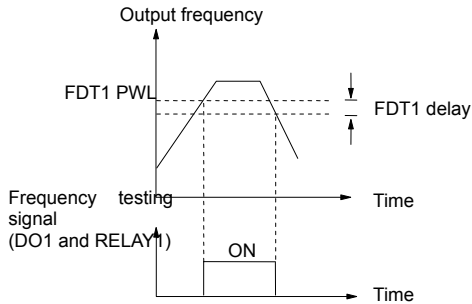 Output frequency
FDT1 PWL
FDT1 delay
Frequency testing
signal
(DO1 and RELAY1)
Time
ON
Time